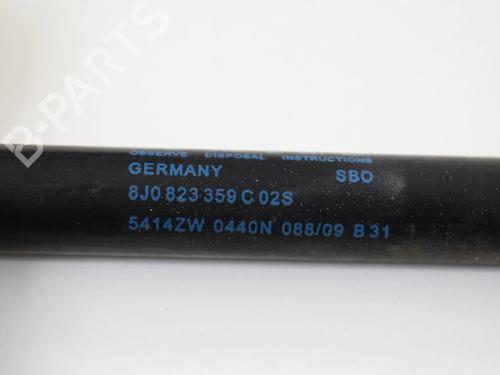 B-PARTS
OBSERVE DISPOSAL INSTRUCTIONS
GERMANY SBO
8J0 823 359 C 02S
5414ZW 0440N 088/09 B 31